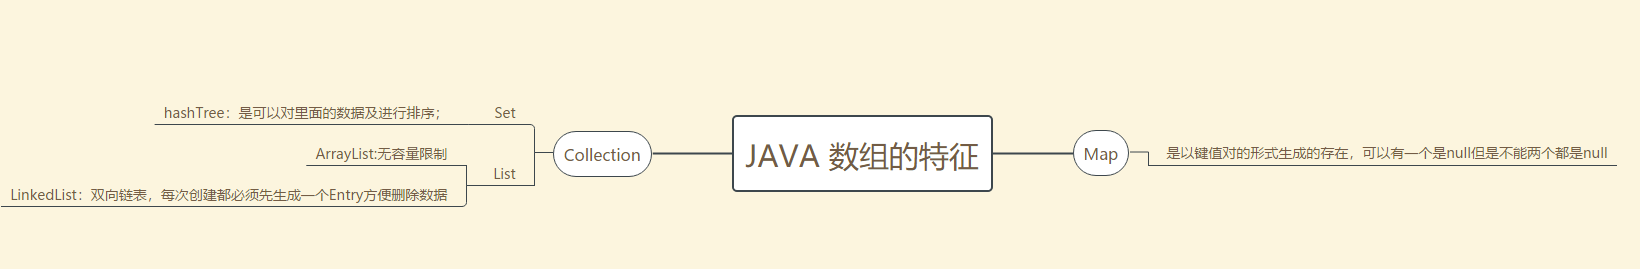 JAVA 数组的特征
Collection
Set
hashTree：是可以对里面的数据及进行排序；
List
ArrayList:无容量限制
LinkedList：双向链表，每次创建都必须先生成一个Entry方便删除数据
Map
是以键值对的形式生成的存在，可以有一个是null但是不能两个都是null